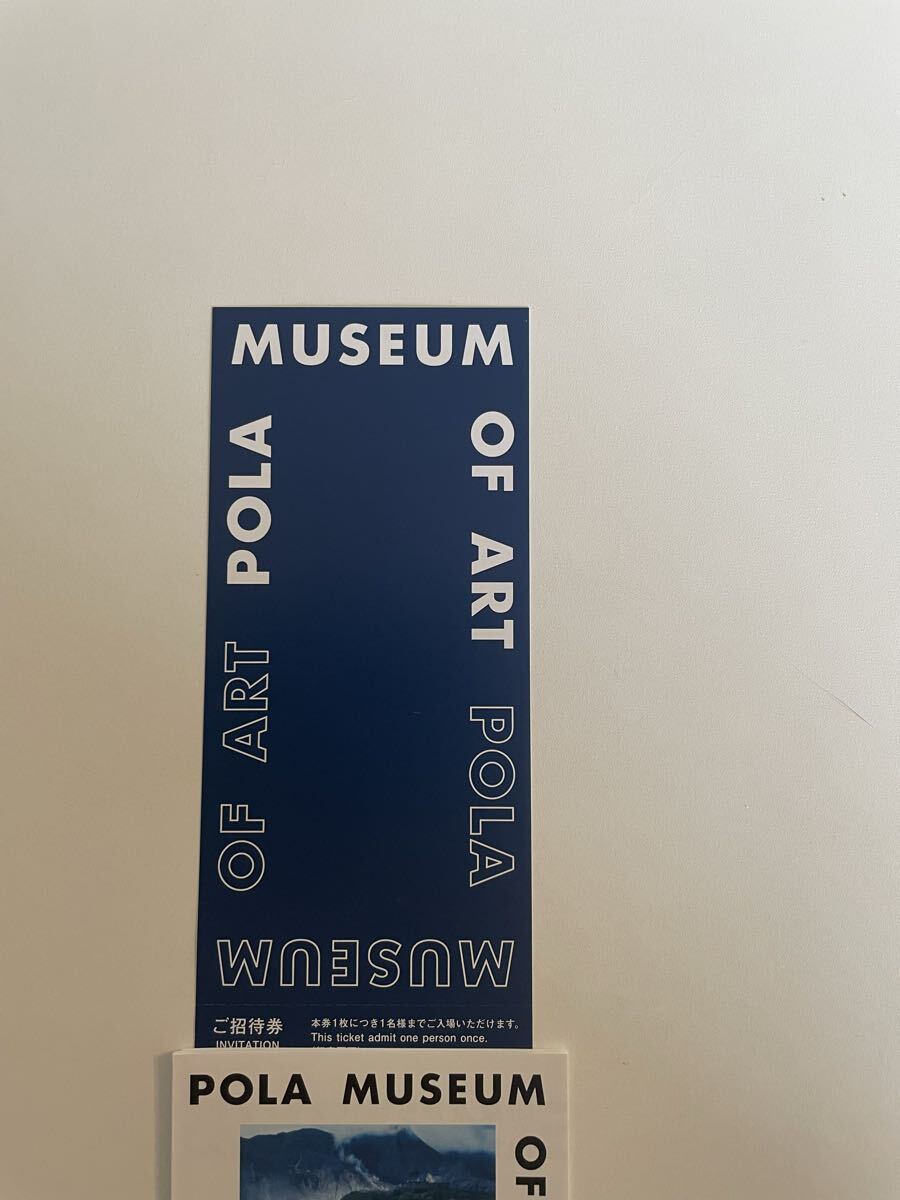 POLA
MUSEUM
OF ART
POLA
MUSEUM
OF ART
ご招待券
INVITATION
本券1枚につき1名様までご入場いただけます。
This ticket admit one person once.
POLA MUSEUM
OF